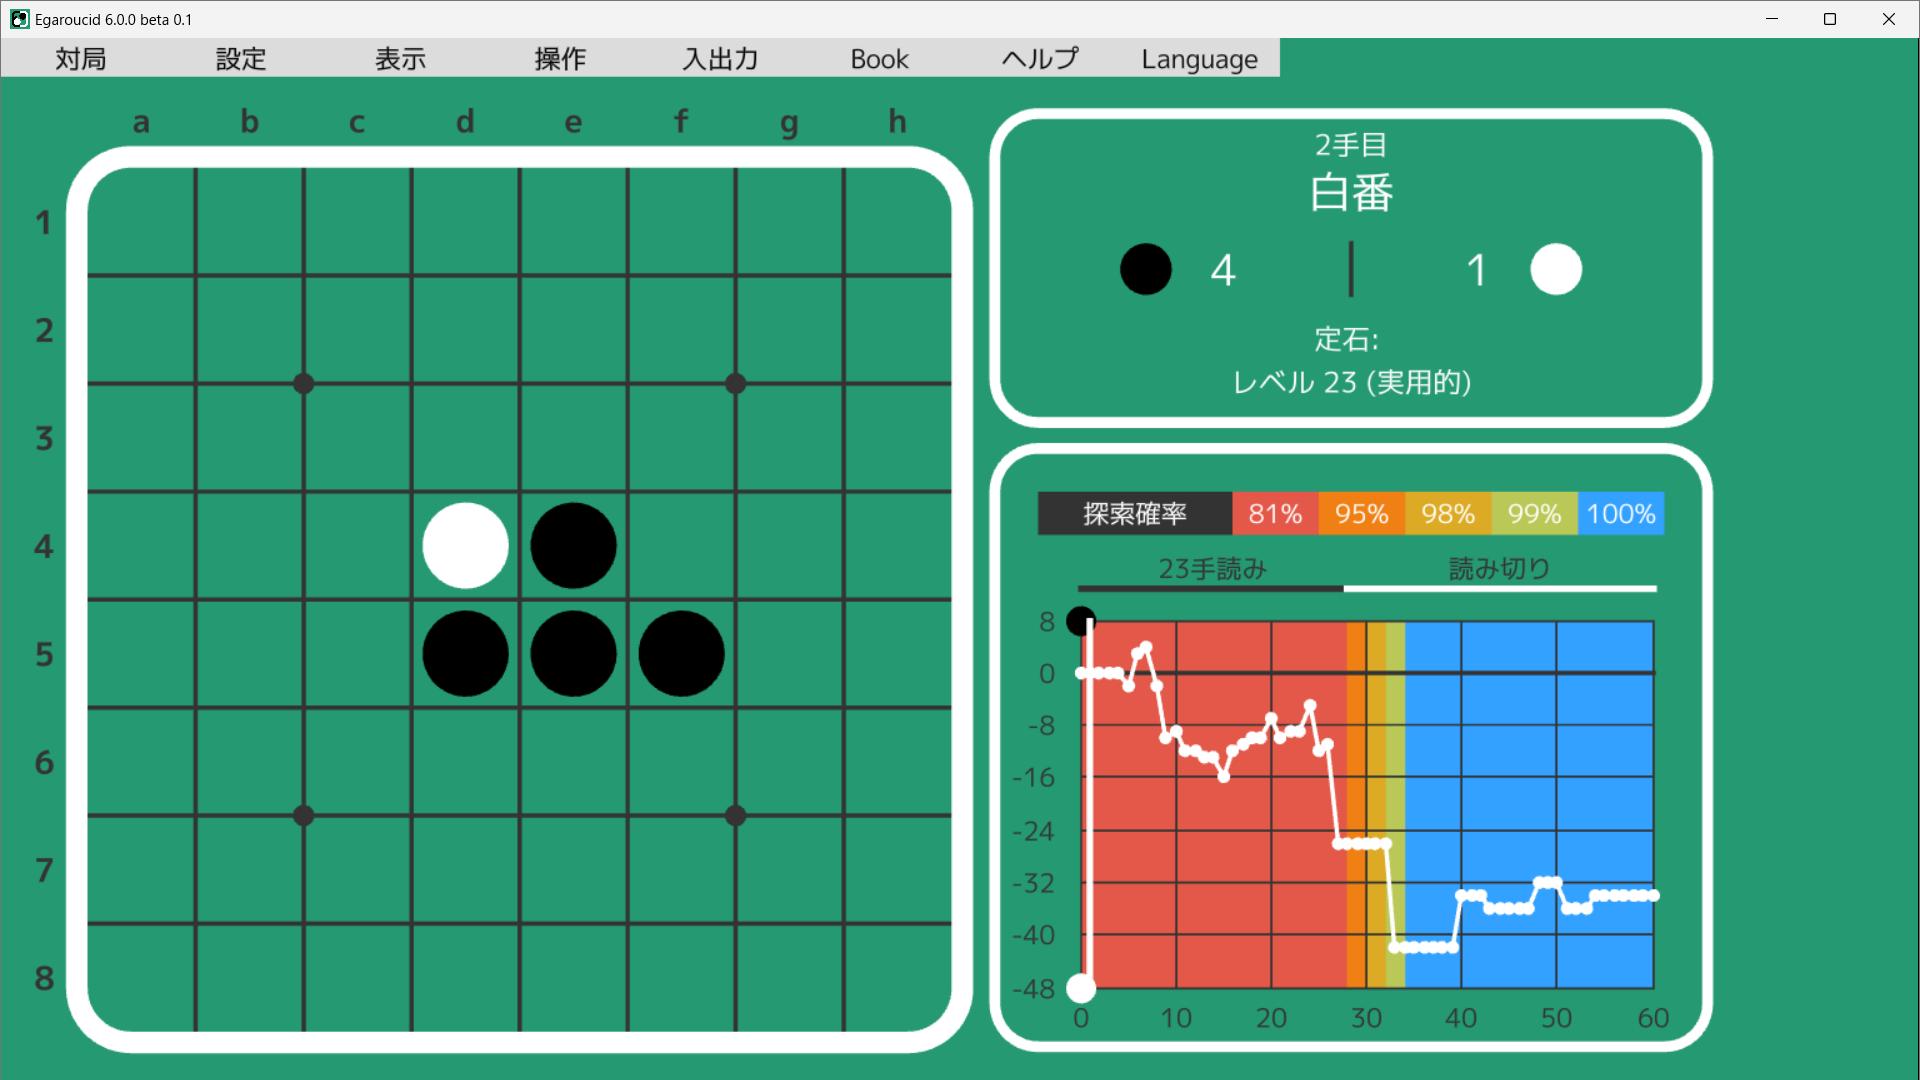 Egaroucid 6.0.0 beta 0.1
対局 設定 表示 操作 入出力 Book ヘルプ Language
a b c d e f g h
1
2
3
4
5
6
7
8
2手目
白番
4 1
定石:
レベル 23 (実用的)
探索確率 81% 95% 98% 99% 100%
23手読み 読み切り
8
0
-8
-16
-24
-32
-40
-48
0 10 20 30 40 50 60